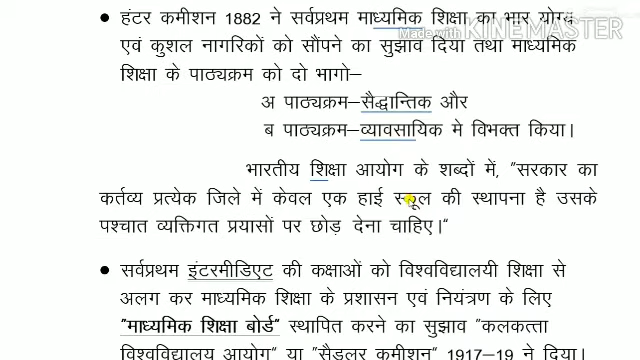 • हंटर कमीशन 1882 ने सर्वप्रथम माध्यमिक शिक्षा का भार योग्य
Made with KINEMASTER
एवं कुशल नागरिकों को सौंपने का सुझाव दिया तथा माध्यमिक
शिक्षा के पाठ्यक्रम को दो भागो–
अ पाठ्यक्रम–सैद्धान्तिक और
ब पाठ्यक्रम–व्यावसायिक मे विभक्त किया।
भारतीय शिक्षा आयोग के शब्दों में, "सरकार का
कर्तव्य प्रत्येक जिले में केवल एक हाई स्कूल की स्थापना है उसके
पश्चात व्यक्तिगत प्रयासों पर छोड़ देना चाहिए।"
• सर्वप्रथम इंटरमीडिएट की कक्षाओं को विश्वविद्यालयी शिक्षा से
अलग कर माध्यमिक शिक्षा के प्रशासन एवं नियंत्रण के लिए
"माध्यमिक शिक्षा बोर्ड" स्थापित करने का सुझाव "कलकत्ता
विश्वविद्यालय आयोग" या "सैडलर कमीशन" 1917-19 ने दिया।